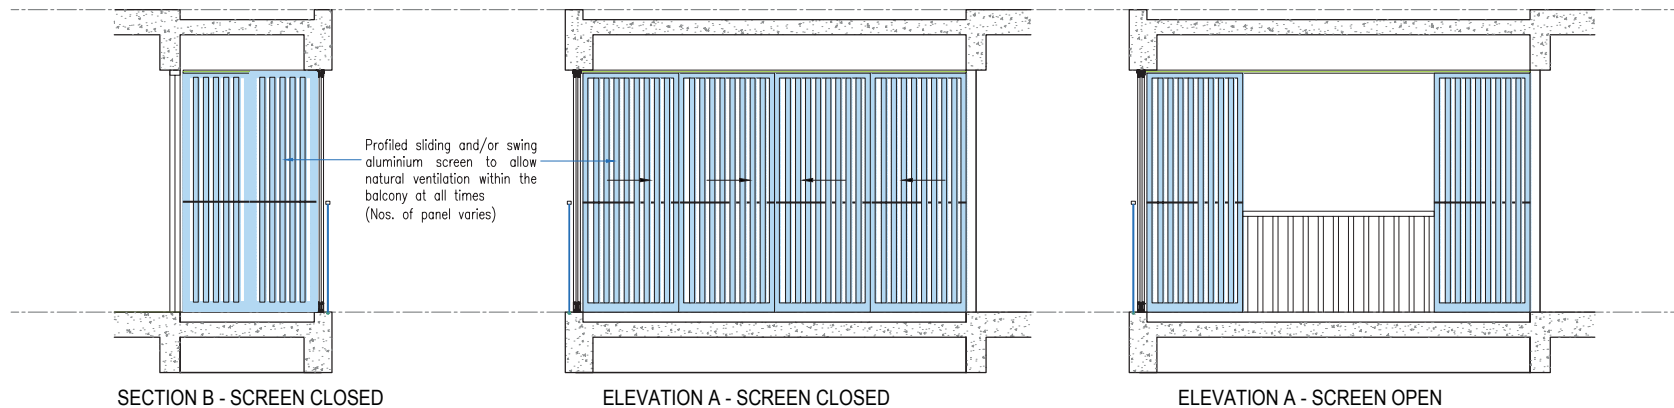 Profiled sliding and/or swing
aluminium screen to allow
natural ventilation within the
balcony at all times
(Nos. of panel varies)
SECTION B - SCREEN CLOSED
ELEVATION A - SCREEN CLOSED
ELEVATION A - SCREEN OPEN